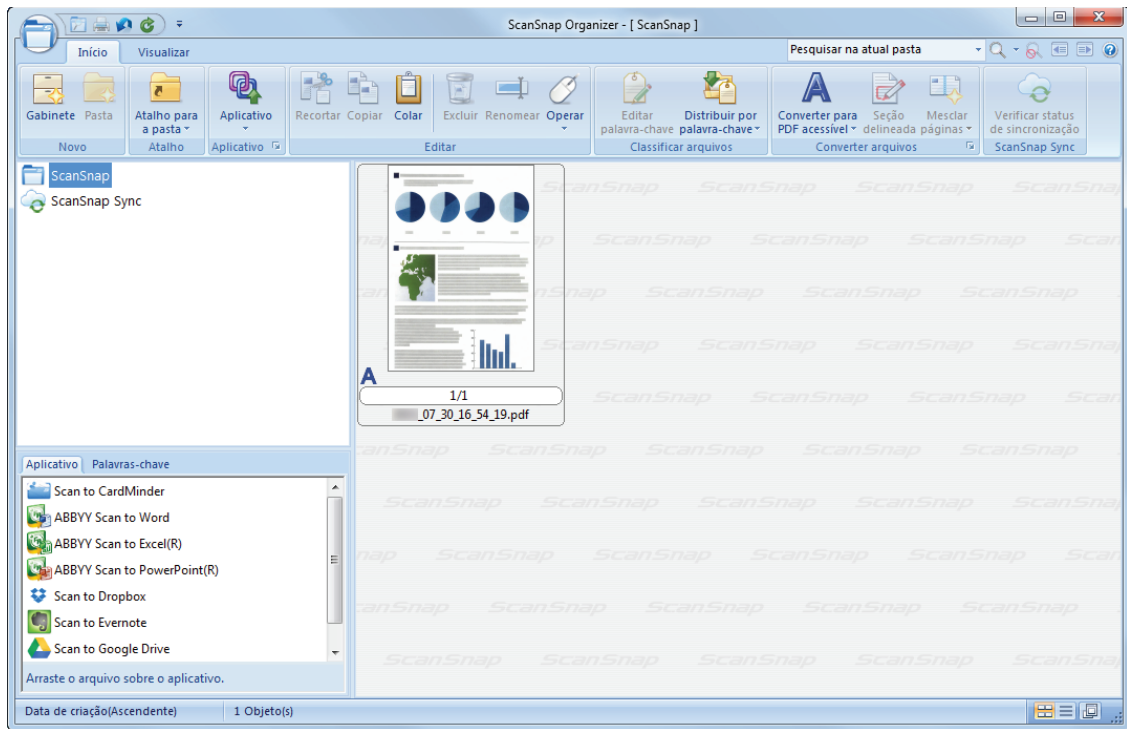 ScanSnap Organizer - [ ScanSnap ]
Início Visualizar Pesquisar na atual pasta
Gabinete Pasta Atalho para a pasta Aplicativo Recortar Copiar Colar Excluir Renomear Operar Editar palavra-chave Distribuir por palavra-chave Converter para PDF acessível Seção delineada Mesclar páginas Verificar status de sincronização
Novo Atalho Aplicativo Editar Classificar arquivos Converter arquivos ScanSnap Sync
ScanSnap
ScanSnap Sync
A
1/1
_07_30_16_54_19.pdf
Aplicativo Palavras-chave
Scan to CardMinder
ABBYY Scan to Word
ABBYY Scan to Excel(R)
ABBYY Scan to PowerPoint(R)
Scan to Dropbox
Scan to Evernote
Scan to Google Drive
Arraste o arquivo sobre o aplicativo.
Data de criação(Ascendente) 1 Objeto(s)